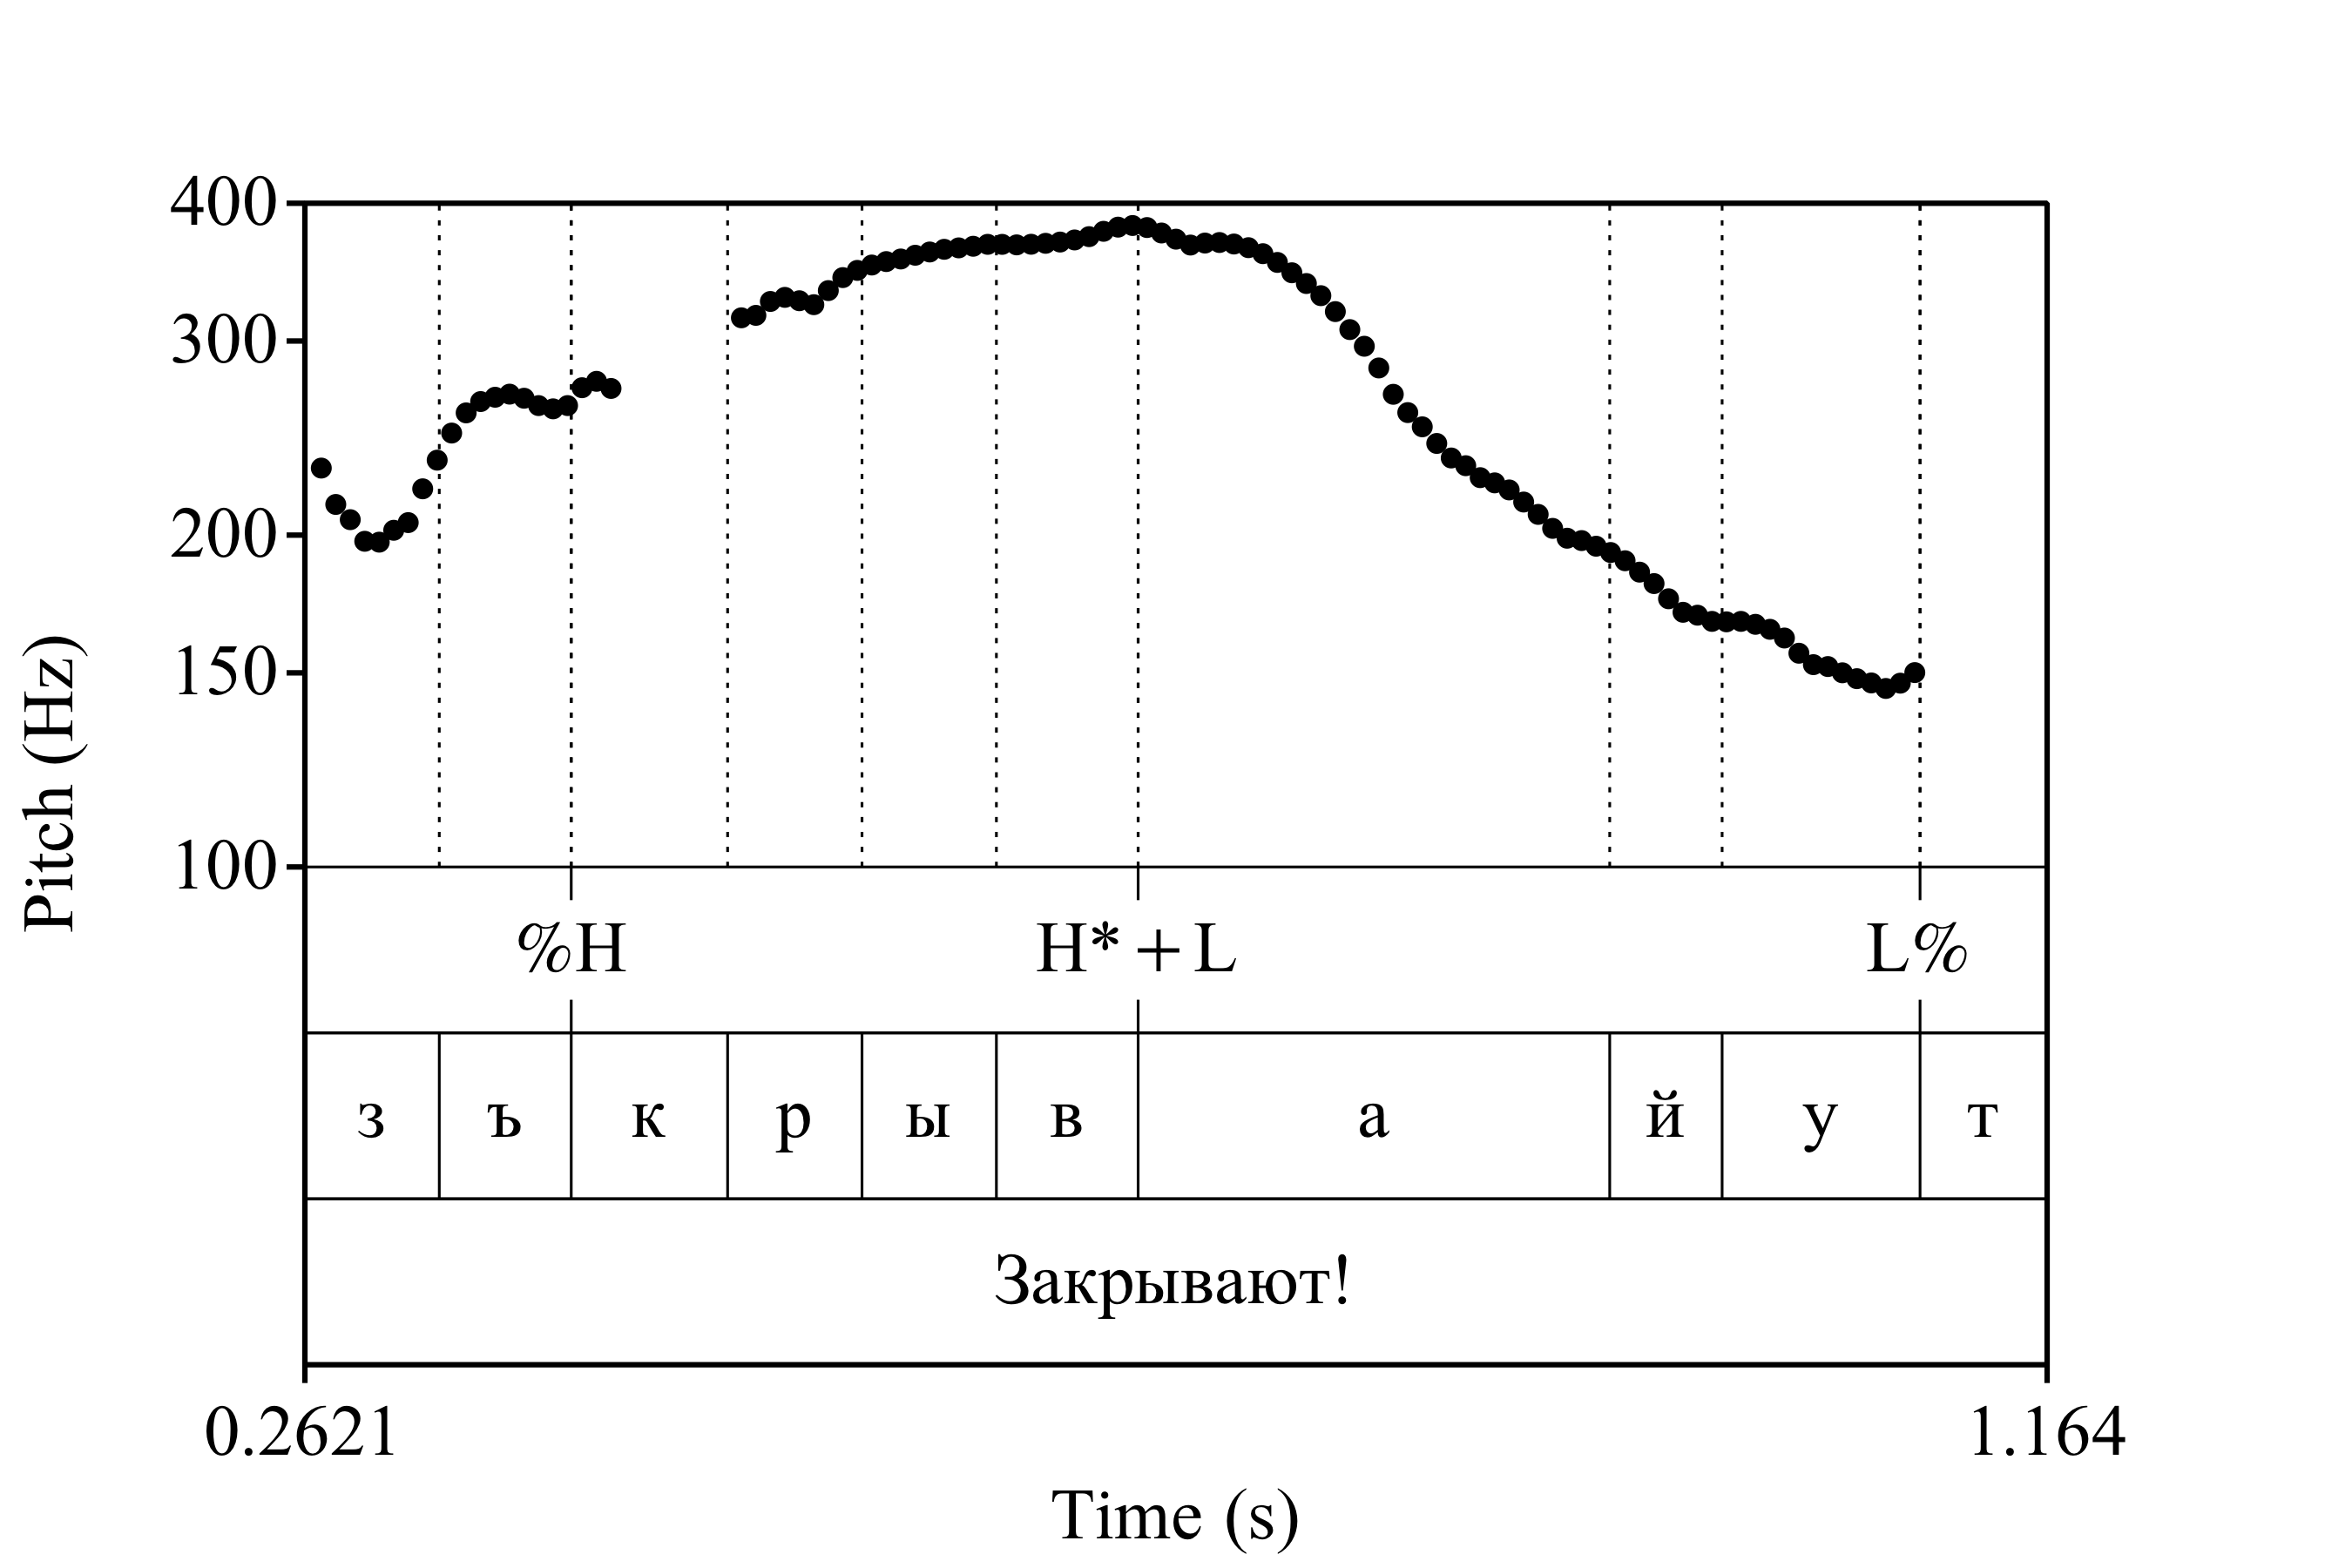 400
300
200
150
100
Pitch (Hz)
%H H*+L L%
з ъ к р ы в а й у т
Закрывают!
0.2621 1.164
Time (s)